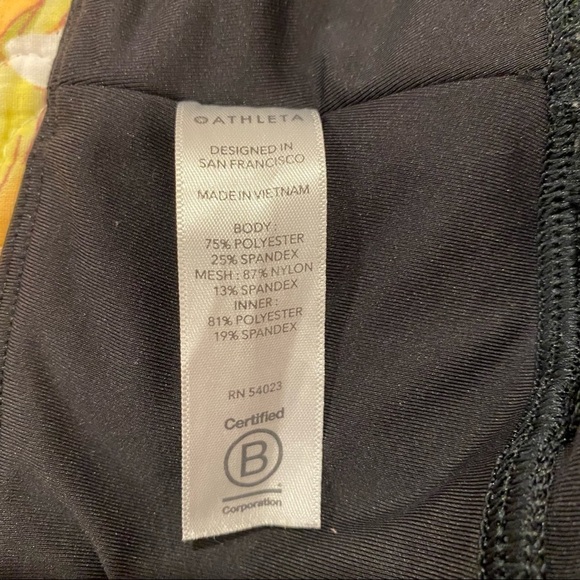 ATHLETA
DESIGNED IN
SAN FRANCISCO
MADE IN VIETNAM
BODY :
75% POLYESTER
25% SPANDEX
MESH : 87% NYLON
13% SPANDEX
INNER :
81% POLYESTER
19% SPANDEX
RN 54023
Certified
B
Corporation